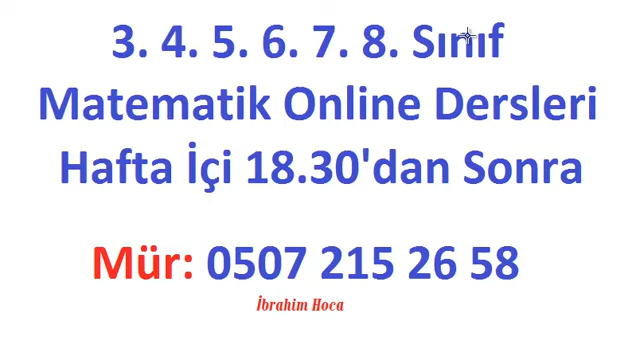 3. 4. 5. 6. 7. 8. Sınıf
Matematik Online Dersleri
Hafta İçi 18.30'dan Sonra
Mür: 0507 215 26 58
İbrahim Hoca